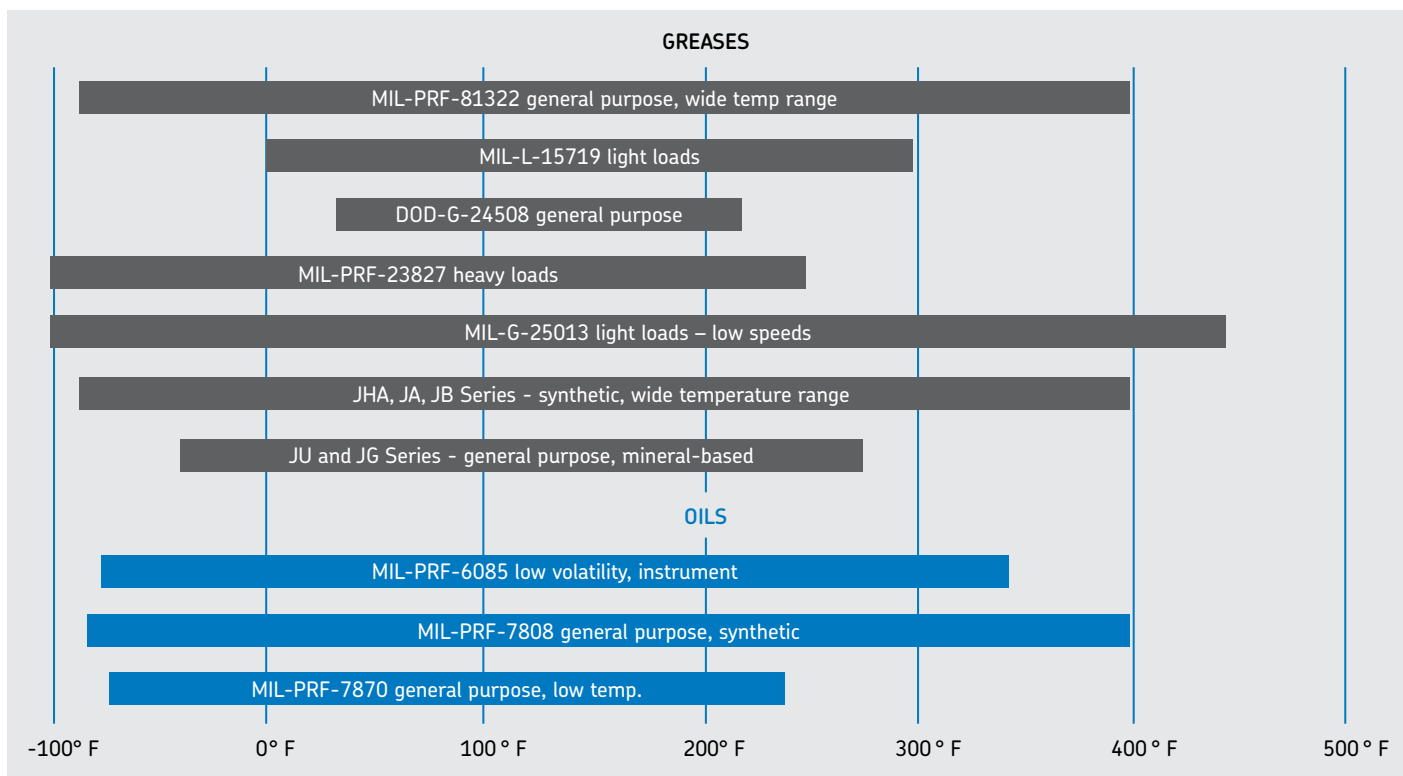 GREASES
MIL-PRF-81322 general purpose, wide temp range
MIL-L-15719 light loads
DOD-G-24508 general purpose
MIL-PRF-23827 heavy loads
MIL-G-25013 light loads – low speeds
JHA, JA, JB Series - synthetic, wide temperature range
JU and JG Series - general purpose, mineral-based
OILS
MIL-PRF-6085 low volatility, instrument
MIL-PRF-7808 general purpose, synthetic
MIL-PRF-7870 general purpose, low temp.
-100° F 0° F 100° F 200° F 300° F 400° F 500° F